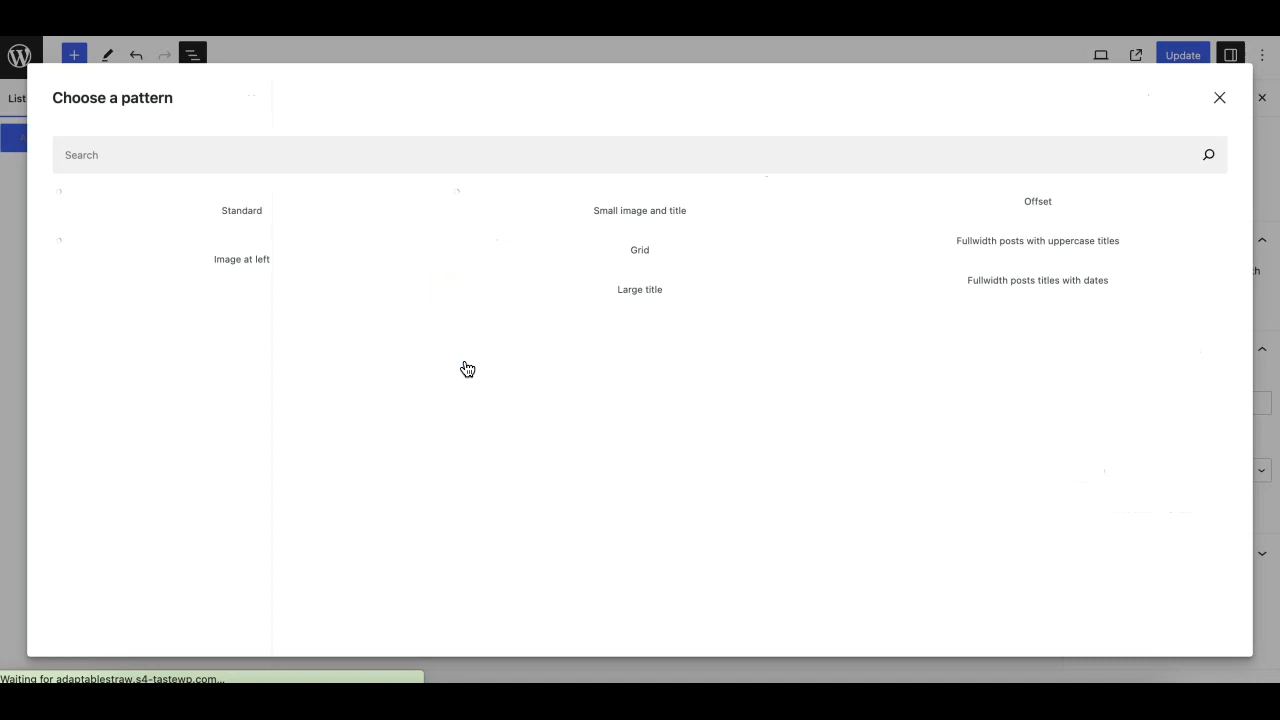 Update
List
Choose a pattern
Search
Standard
Small image and title
Offset
Image at left
Grid
Fullwidth posts with uppercase titles
Large title
Fullwidth posts titles with dates
Waiting for adaptablestraw.s4-tastewp.com...